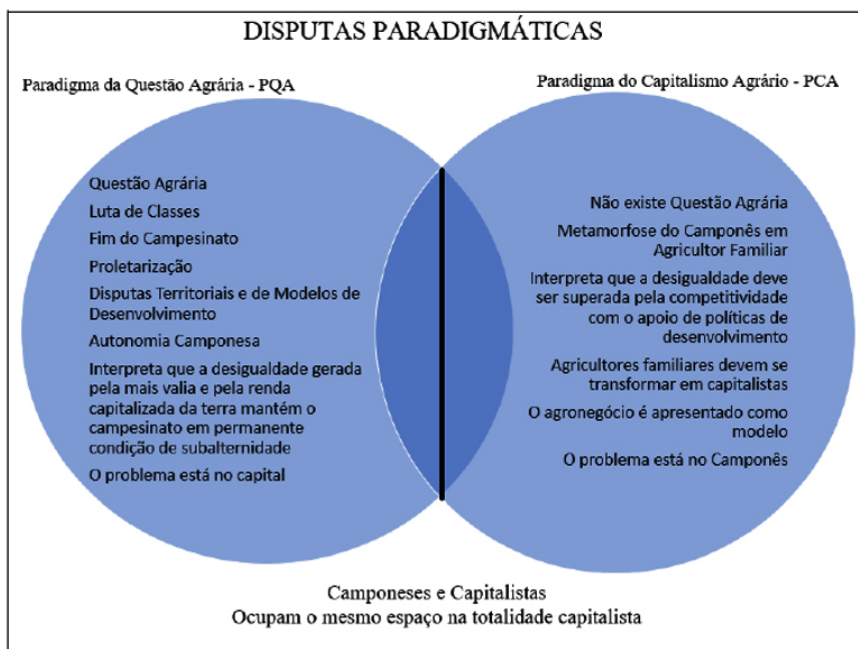 DISPUTAS PARADIGMÁTICAS
Paradigma da Questão Agrária - PQA
Paradigma do Capitalismo Agrário - PCA
Questão Agrária
Luta de Classes
Fim do Campesinato
Proletarização
Disputas Territoriais e de Modelos de
Desenvolvimento
Autonomia Camponesa
Interpreta que a desigualdade gerada
pela mais valia e pela renda
capitalizada da terra mantém o
campesinato em permanente
condição de subalternidade
O problema está no capital
Não existe Questão Agrária
Metamorfose do Camponês em
Agricultor Familiar
Interpreta que a desigualdade deve
ser superada pela competitividade
com o apoio de políticas de
desenvolvimento
Agricultores familiares devem se
transformar em capitalistas
O agronegócio é apresentado como
modelo
O problema está no Camponês
Camponeses e Capitalistas
Ocupam o mesmo espaço na totalidade capitalista